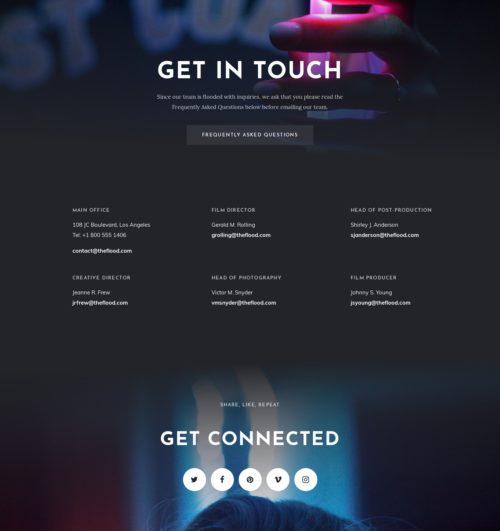 ST COA
GET IN TOUCH
Since our team is flooded with inquiries, we ask that you please read the
Frequently Asked Questions below before emailing our team.
FREQUENTLY ASKED QUESTIONS
MAIN OFFICE
108 JC Boulevard, Los Angeles
Tel: +1 800 555 1406
contact@theflood.com
FILM DIRECTOR
Gerald M. Rolling
grolling@theflood.com
HEAD OF POST-PRODUCTION
Shirley J. Anderson
sjanderson@theflood.com
CREATIVE DIRECTOR
Jeanne R. Frew
jrfrew@theflood.com
HEAD OF PHOTOGRAPHY
Victor M. Snyder
vmsnyder@theflood.com
FILM PRODUCER
Johnny S. Young
jsyoung@theflood.com
SHARE, LIKE, REPEAT
GET CONNECTED